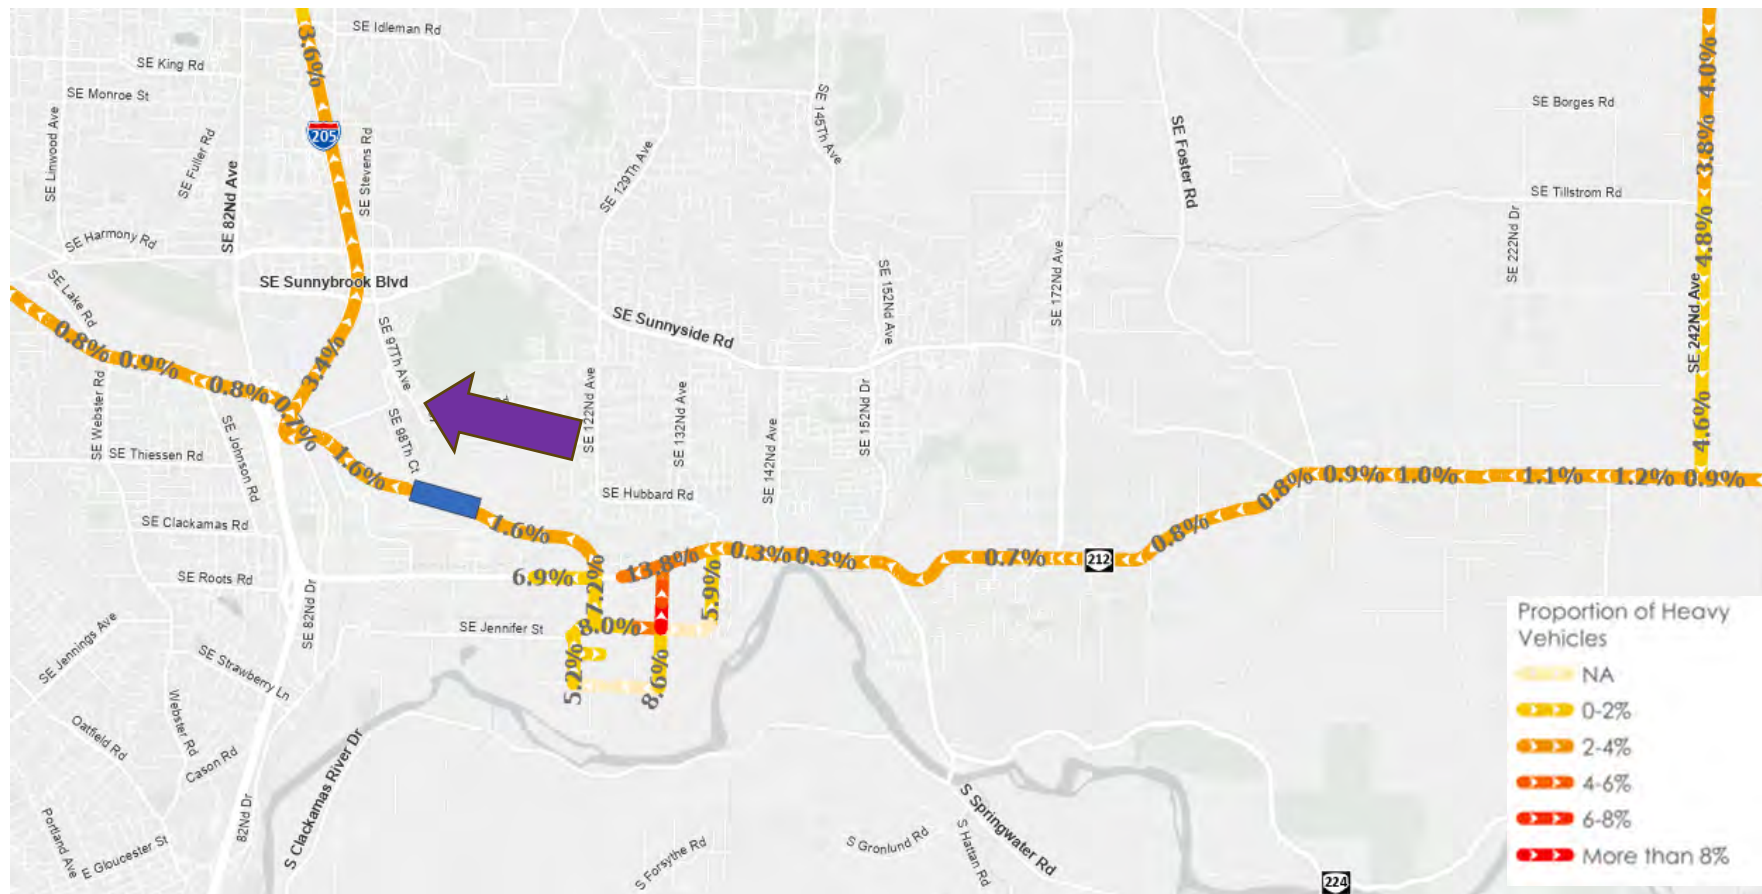 SE Idleman Rd
3.6%
SE King Rd
SE Monroe St
4.0%
SE Borges Rd
SE Linwood Ave
SE Fuller Rd
205
SE Stevens Rd
SE 129Th Ave
SE 145Th Ave
SE Foster Rd
3.8%
SE 82Nd Ave
SE Tillstrom Rd
SE Harmony Rd
SE 222Nd Dr
4.8%
SE Sunnybrook Blvd
SE 152Nd Ave
SE 172Nd Ave
SE Lake Rd
SE Sunnyside Rd
SE 242Nd Ave
0.8%
0.9%
0.8%
0.7%
3.4%
SE 97Th Ave
SE Webster Rd
SE Johnson Rd
SE 98Th Ct
Rd
SE 122Nd Ave
SE 132Nd Ave
SE 142Nd Ave
SE 152Nd Dr
4.6%
SE Thiessen Rd
1.6%
SE Hubbard Rd
0.8%
0.9%
1.0%
1.1%
1.2%
0.9%
SE Clackamas Rd
1.6%
0.8%
SE Roots Rd
6.9%
7.2%
13.8%
0.3%
0.3%
0.7%
212
5.9%
SE 82Nd Dr
SE Jennifer St
8.0%
SE Jennings Ave
SE Strawberry Ln
5.2%
8.6%
Oatfield Rd
Webster Rd
Cason Rd
82Nd Dr
S Clackamas River Dr
Portland Ave
E Gloucester St
S Forsythe Rd
S Gronlund Rd
S Hattan Rd
S Springwater Rd
224
Proportion of Heavy
Vehicles
NA
0-2%
2-4%
4-6%
6-8%
More than 8%